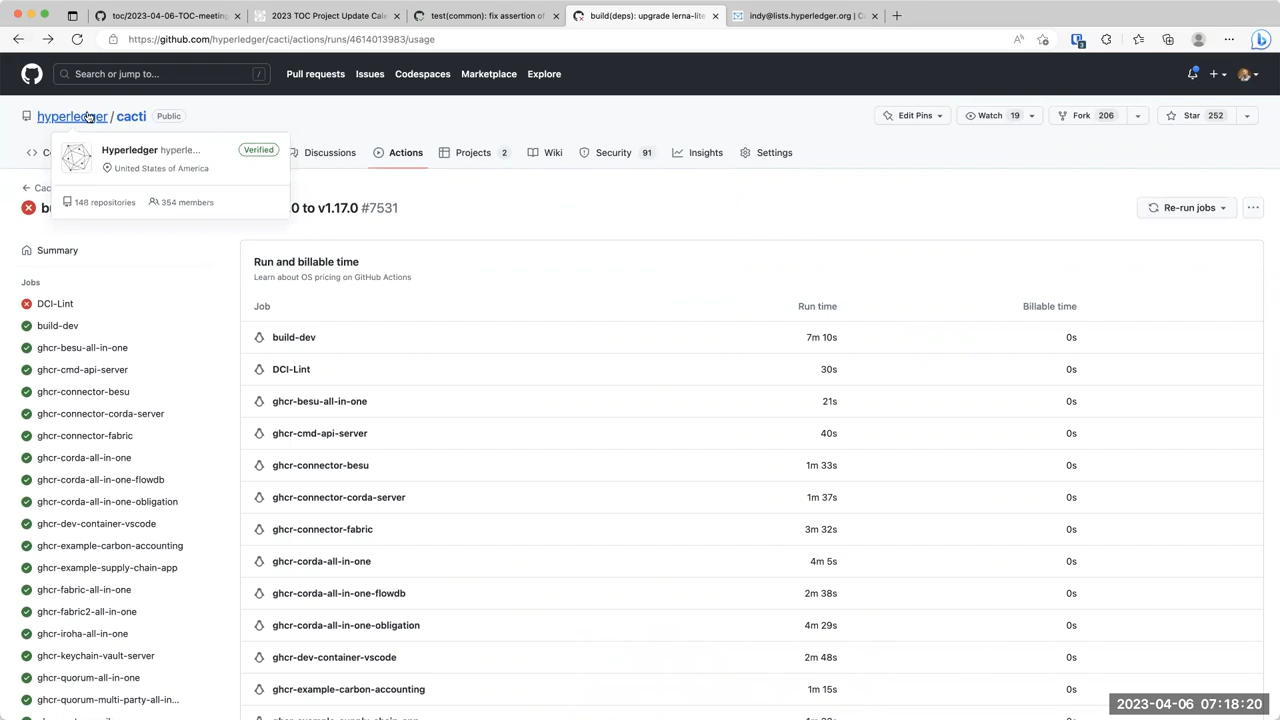 toc/2023-04-06-TOC-meeting
2023 TOC Project Update Cale
test(common): fix assertion of
build(deps): upgrade lerna-lite
indy@lists.hyperledger.org | C
https://github.com/hyperledger/cacti/actions/runs/4614013983/usage
Search or jump to... /
Pull requests Issues Codespaces Marketplace Explore
hyperledger / cacti Public
Edit Pins Watch 19 Fork 206 Star 252
Hyperledger hyperle... Verified
United States of America
148 repositories 354 members
C Discussions Actions Projects 2 Wiki Security 91 Insights Settings
Cac
bu 0 to v1.17.0 #7531
Re-run jobs
Summary
Jobs
DCI-Lint
build-dev
ghcr-besu-all-in-one
ghcr-cmd-api-server
ghcr-connector-besu
ghcr-connector-corda-server
ghcr-connector-fabric
ghcr-corda-all-in-one
ghcr-corda-all-in-one-flowdb
ghcr-corda-all-in-one-obligation
ghcr-dev-container-vscode
ghcr-example-carbon-accounting
ghcr-example-supply-chain-app
ghcr-fabric-all-in-one
ghcr-fabric2-all-in-one
ghcr-iroha-all-in-one
ghcr-keychain-vault-server
ghcr-quorum-all-in-one
ghcr-quorum-multi-party-all-in...
Run and billable time
Learn about OS pricing on GitHub Actions
Job Run time Billable time
build-dev 7m 10s 0s
DCI-Lint 30s 0s
ghcr-besu-all-in-one 21s 0s
ghcr-cmd-api-server 40s 0s
ghcr-connector-besu 1m 33s 0s
ghcr-connector-corda-server 1m 37s 0s
ghcr-connector-fabric 3m 32s 0s
ghcr-corda-all-in-one 4m 5s 0s
ghcr-corda-all-in-one-flowdb 2m 38s 0s
ghcr-corda-all-in-one-obligation 4m 29s 0s
ghcr-dev-container-vscode 2m 48s 0s
ghcr-example-carbon-accounting 1m 15s 0s
2023-04-06 07:18:20